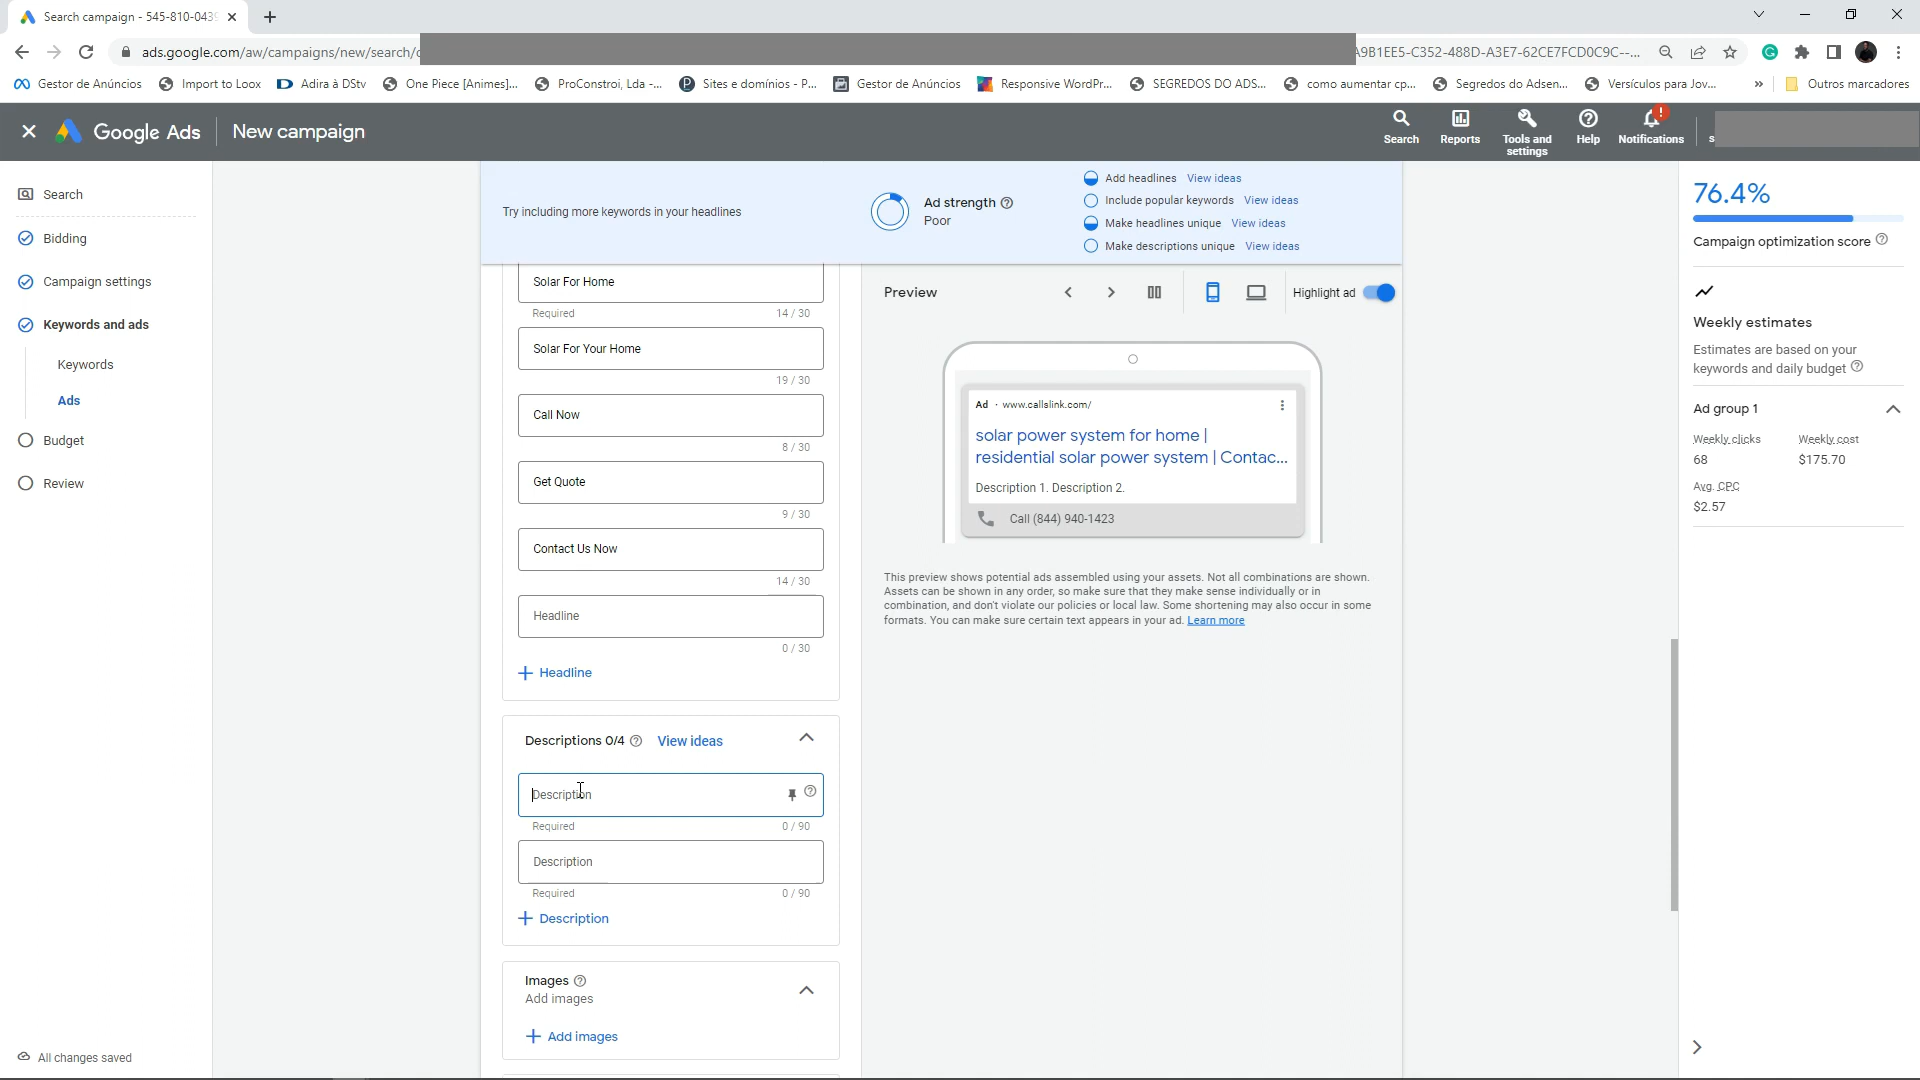 Search campaign - 545-810-0439
ads.google.com/aw/campaigns/new/search/
A9B1EE5-C352-488D-A3E7-62CE7FCD0C9C--...
Gestor de Anúncios
Import to Loox
Adira à DStv
One Piece [Animes]...
ProConstroi, Lda -...
Sites e domínios - P...
Gestor de Anúncios
Responsive WordPr...
SEGREDOS DO ADS...
como aumentar cp...
Segredos do Adsen...
Versículos para Jov...
»
Outros marcadores
Google Ads
New campaign
Search
Reports
Tools and settings
Help
Notifications
s
Search
Bidding
Campaign settings
Keywords and ads
Keywords
Ads
Budget
Review
All changes saved
Try including more keywords in your headlines
Ad strength
Poor
Add headlines View ideas
Include popular keywords View ideas
Make headlines unique View ideas
Make descriptions unique View ideas
Solar For Home
Required 14 / 30
Solar For Your Home
19 / 30
Call Now
8 / 30
Get Quote
9 / 30
Contact Us Now
14 / 30
Headline
0 / 30
+ Headline
Descriptions 0/4 View ideas
Description
Required 0 / 90
Description
Required 0 / 90
+ Description
Images
Add images
+ Add images
Preview
Highlight ad
Ad · www.callslink.com/
solar power system for home |
residential solar power system | Contac...
Description 1. Description 2.
Call (844) 940-1423
This preview shows potential ads assembled using your assets. Not all combinations are shown.
Assets can be shown in any order, so make sure that they make sense individually or in
combination, and don't violate our policies or local law. Some shortening may also occur in some
formats. You can make sure certain text appears in your ad. Learn more
76.4%
Campaign optimization score
Weekly estimates
Estimates are based on your
keywords and daily budget
Ad group 1
Weekly clicks Weekly cost
68 $175.70
Avg. CPC
$2.57